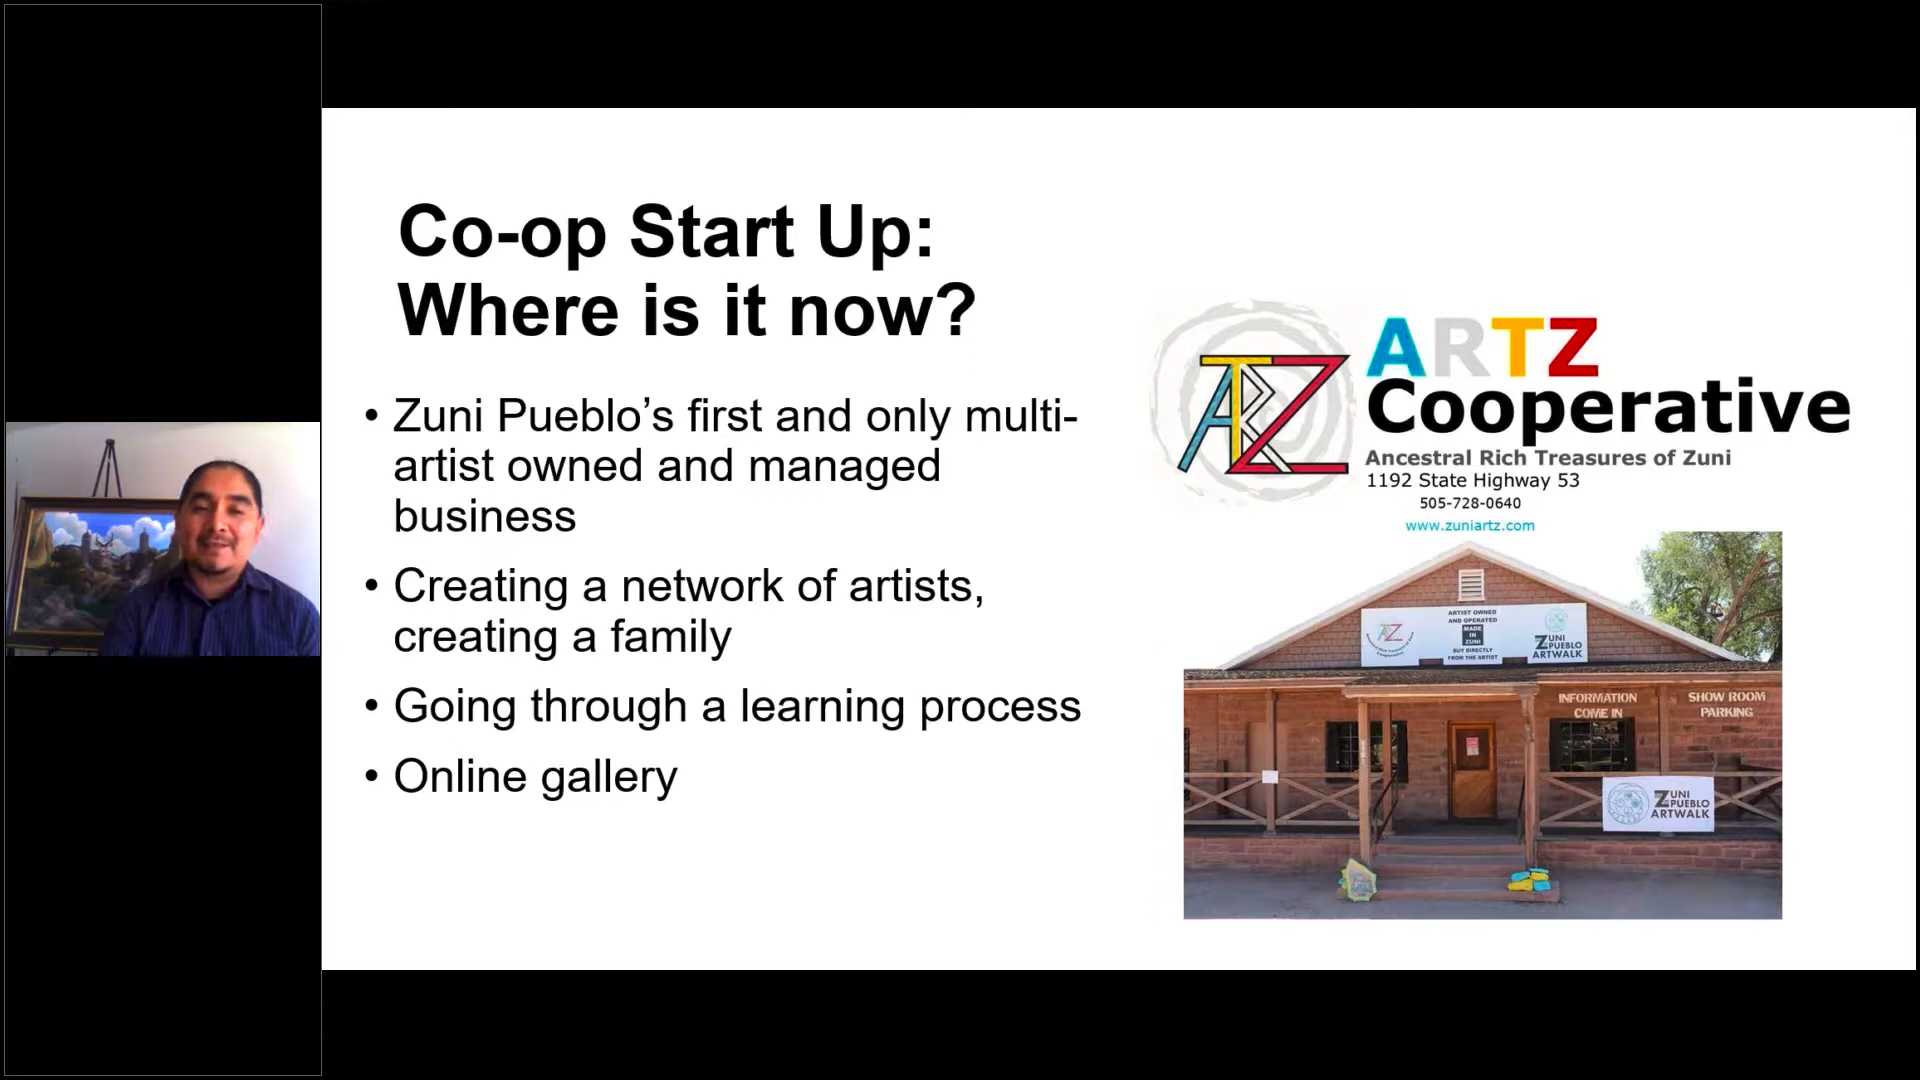 Co-op Start Up:
Where is it now?
• Zuni Pueblo’s first and only multi-
artist owned and managed
business
• Creating a network of artists,
creating a family
• Going through a learning process
• Online gallery
ARTZ
ARTZ
Cooperative
Ancestral Rich Treasures of Zuni
1192 State Highway 53
505-728-0640
www.zuniartz.com
ARTIST OWNED
AND OPERATED
MADE
IN
ZUNI
BUY DIRECTLY
FROM THE ARTIST
ZUNI
PUEBLO
ARTWALK
INFORMATION
COME IN
SHOW ROOM
PARKING
ZUNI
PUEBLO
ARTWALK